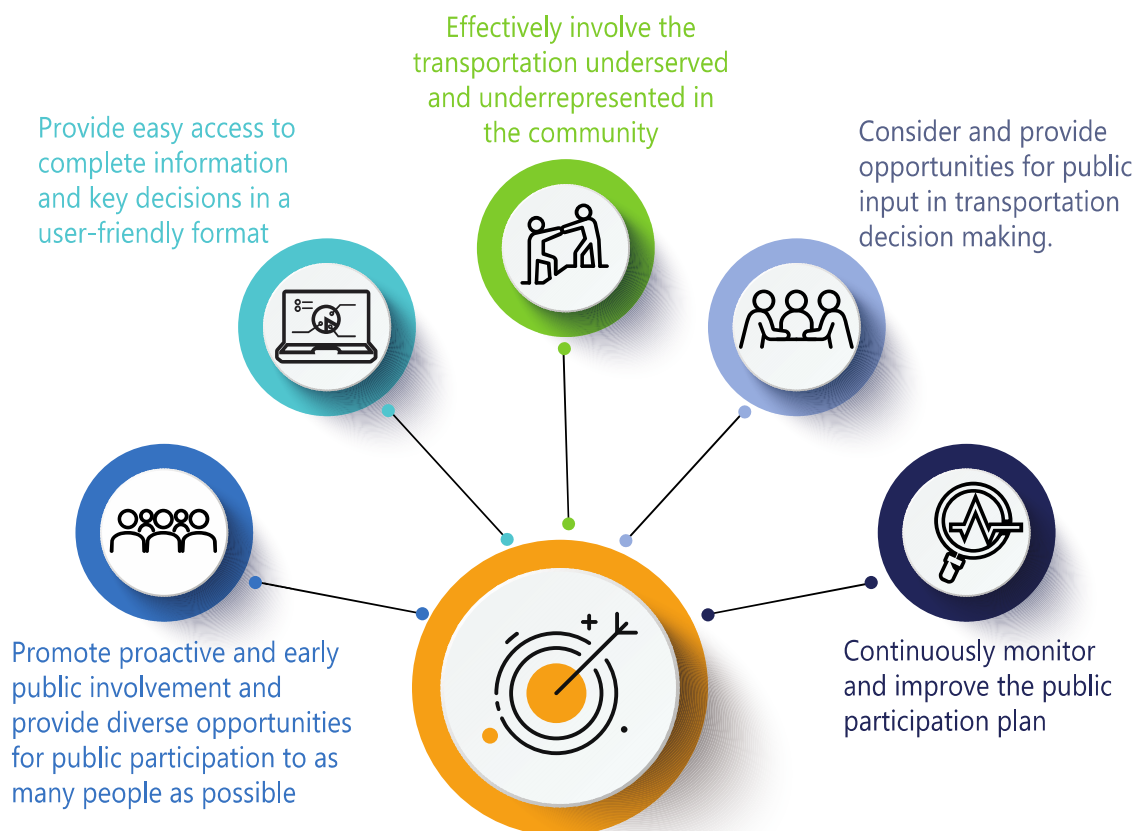 Effectively involve the
transportation underserved
and underrepresented in
the community
Provide easy access to
complete information
and key decisions in a
user-friendly format
Consider and provide
opportunities for public
input in transportation
decision making.
Promote proactive and early
public involvement and
provide diverse opportunities
for public participation to as
many people as possible
Continuously monitor
and improve the public
participation plan